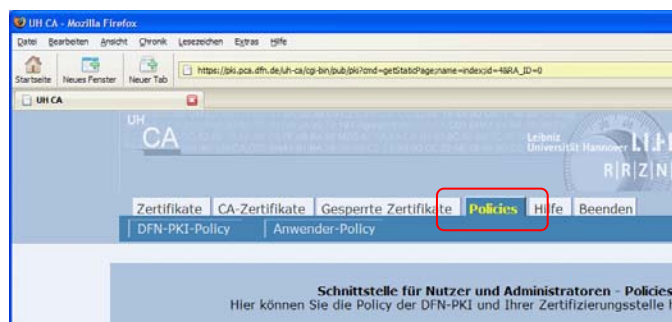 UH CA - Mozilla Firefox
Datei Bearbeiten Ansicht Chronik Lesezeichen Extras Hilfe
Startseite Neues Fenster Neuer Tab https://pki.pca.dfn.de/uh-ca/cgi-bin/pub/pki?cmd=getStaticPage;name=index;id=4&RA_ID=0
UH CA
UH
CA
Leibniz
Universität Hannover
R|R|Z|N
Zertifikate CA-Zertifikate Gesperrte Zertifikate Policies Hilfe Beenden
DFN-PKI-Policy Anwender-Policy
Schnittstelle für Nutzer und Administratoren - Policies
Hier können Sie die Policy der DFN-PKI und Ihrer Zertifizierungsstelle